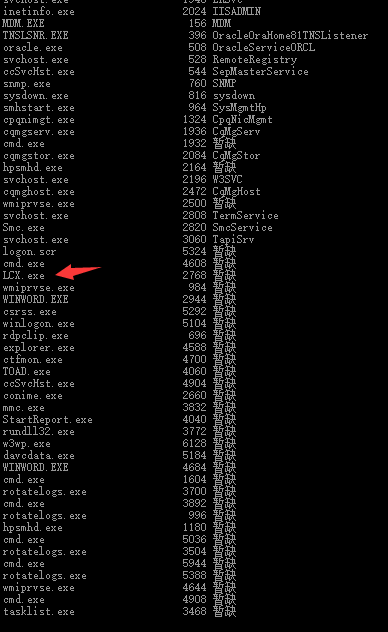 svchost.exe 1948 ERSvc
inetinfo.exe 2024 IISADMIN
MDM.EXE 156 MDM
TNSLSNR.EXE 396 OracleOraHome81TNSListener
oracle.exe 508 OracleServiceORCL
svchost.exe 528 RemoteRegistry
ccSvcHst.exe 544 SepMasterService
snmp.exe 760 SNMP
sysdown.exe 816 sysdown
smhstart.exe 964 SysMgmtHp
cpqnimgt.exe 1324 CpqNicMgmt
cqmgserv.exe 1936 CqMgServ
cmd.exe 1932 暂缺
cqmgstor.exe 2084 CqMgStor
hpsmhd.exe 2164 暂缺
svchost.exe 2196 W3SVC
cqmghost.exe 2472 CqMgHost
wmiprvse.exe 2500 暂缺
svchost.exe 2808 TermService
Smc.exe 2820 SmcService
svchost.exe 3060 TapiSrv
logon.scr 5324 暂缺
cmd.exe 4608 暂缺
LCX.exe 2768 暂缺
wmiprvse.exe 984 暂缺
WINWORD.EXE 2944 暂缺
csrss.exe 5292 暂缺
winlogon.exe 5104 暂缺
rdpclip.exe 696 暂缺
explorer.exe 4588 暂缺
ctfmon.exe 4700 暂缺
TOAD.exe 4060 暂缺
ccSvcHst.exe 4904 暂缺
conime.exe 2660 暂缺
mmc.exe 3832 暂缺
StartReport.exe 4040 暂缺
rundll32.exe 3772 暂缺
w3wp.exe 6128 暂缺
davcdata.exe 5184 暂缺
WINWORD.EXE 4684 暂缺
cmd.exe 1604 暂缺
rotatelogs.exe 3700 暂缺
cmd.exe 3892 暂缺
rotatelogs.exe 996 暂缺
hpsmhd.exe 1180 暂缺
cmd.exe 5036 暂缺
rotatelogs.exe 3504 暂缺
cmd.exe 5944 暂缺
rotatelogs.exe 5388 暂缺
wmiprvse.exe 4644 暂缺
cmd.exe 4908 暂缺
tasklist.exe 3468 暂缺